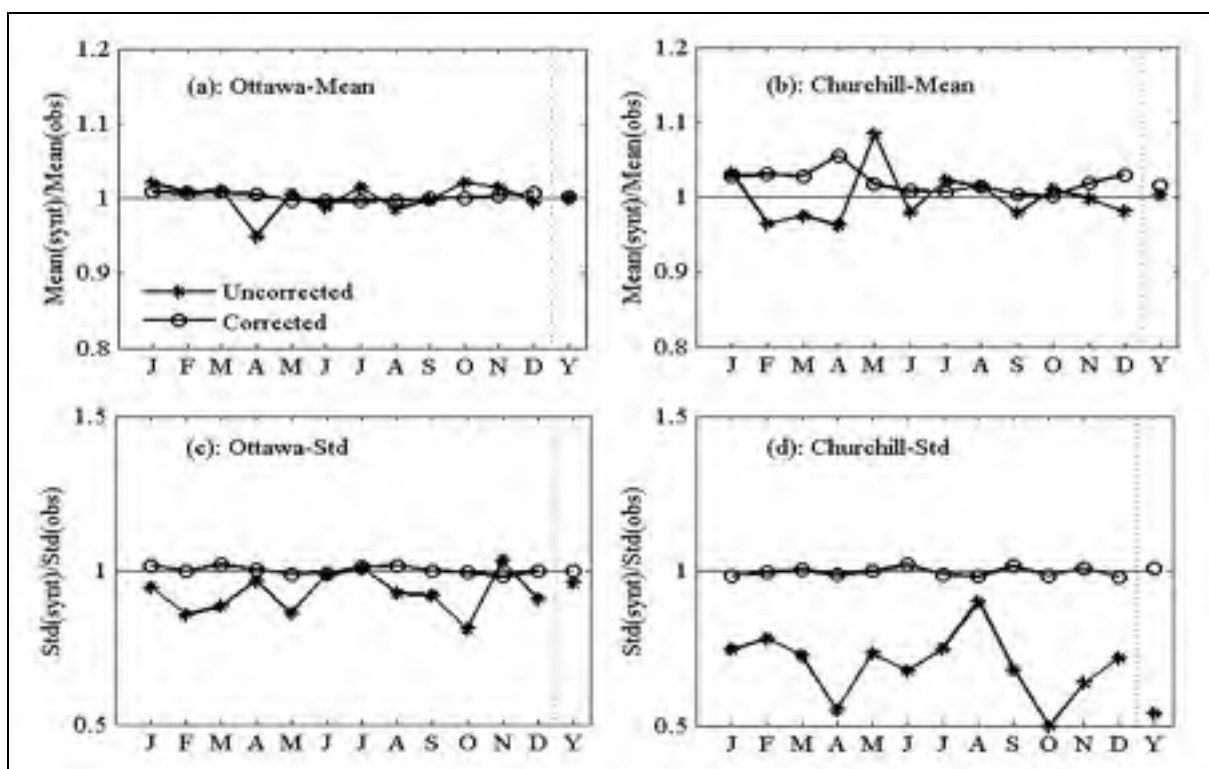 1.2
1.1
1
0.9
0.8
Mean(synt)/Mean(obs)
(a): Ottawa-Mean
Uncorrected
Corrected
J F M A M J J A S O N D Y
1.2
1.1
1
0.9
0.8
Mean(synt)/Mean(obs)
(b): Churchill-Mean
J F M A M J J A S O N D Y
1.5
1
0.5
Std(synt)/Std(obs)
(c): Ottawa-Std
J F M A M J J A S O N D Y
1.5
1
0.5
Std(synt)/Std(obs)
(d): Churchill-Std
J F M A M J J A S O N D Y